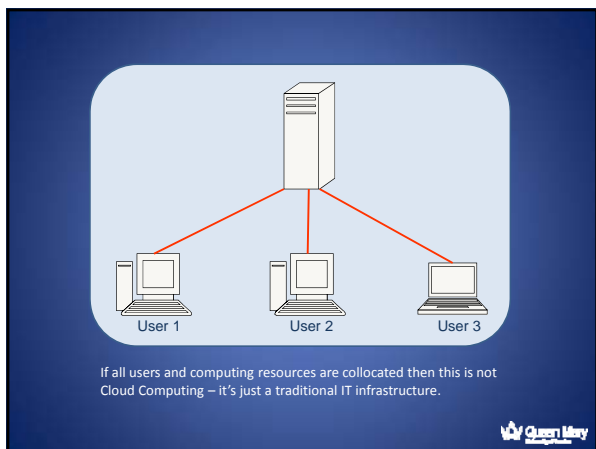 User 1
User 2
User 3
If all users and computing resources are collocated then this is not
Cloud Computing – it's just a traditional IT infrastructure.
Queen Mary